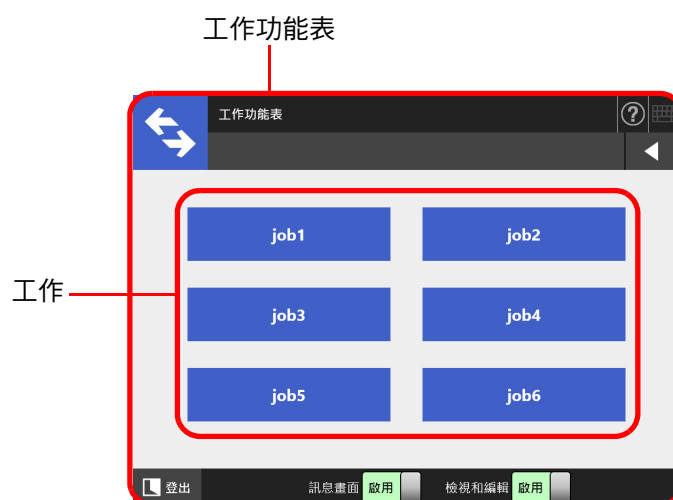 工作功能表
工作功能表
?
job1 job2
工作
job3 job4
job5 job6
登出 訊息畫面 啟用 檢視和編輯 啟用